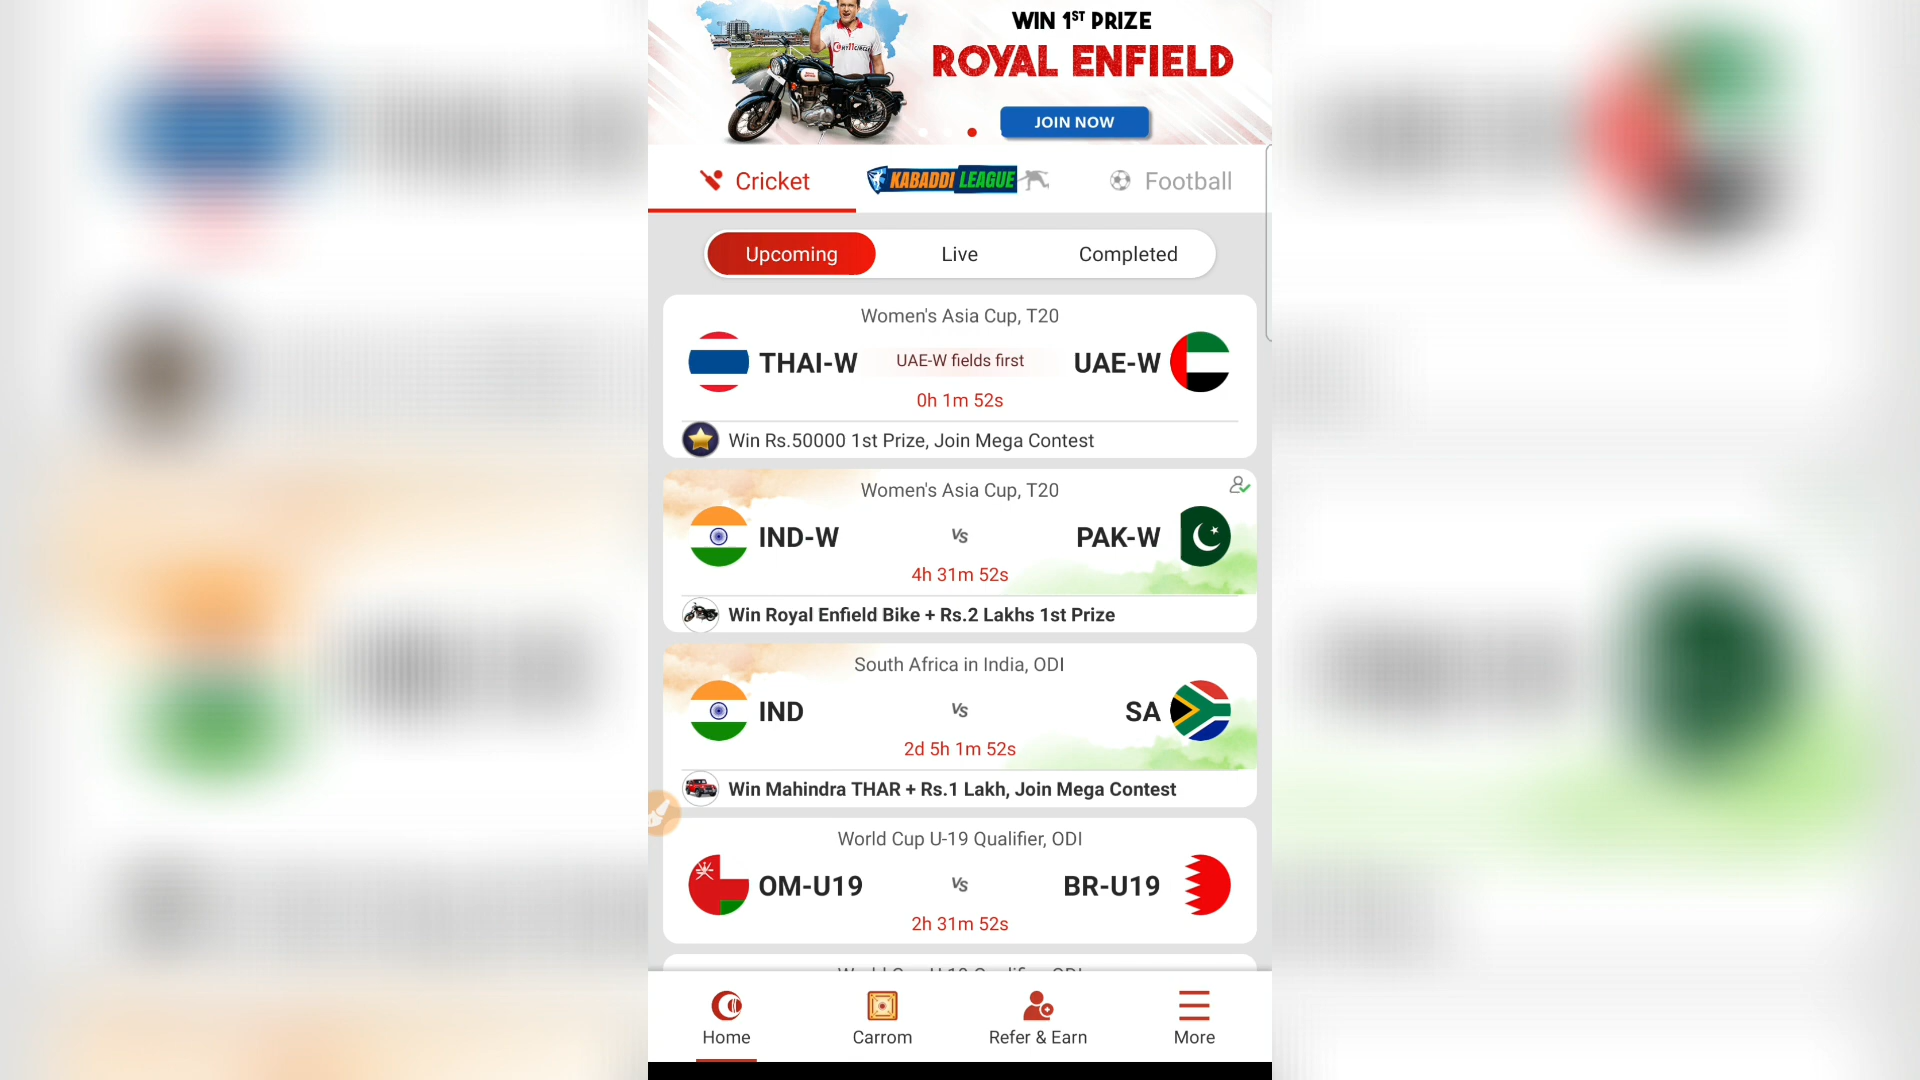 WIN 1ST PRIZE
ROYAL ENFIELD
JOIN NOW
Cricket
KABADDI LEAGUE
Football
Upcoming
Live
Completed
Women's Asia Cup, T20
THAI-W
UAE-W fields first
UAE-W
0h 1m 52s
Win Rs.50000 1st Prize, Join Mega Contest
Women's Asia Cup, T20
IND-W
Vs
PAK-W
4h 31m 52s
Win Royal Enfield Bike + Rs.2 Lakhs 1st Prize
South Africa in India, ODI
IND
Vs
SA
2d 5h 1m 52s
Win Mahindra THAR + Rs.1 Lakh, Join Mega Contest
World Cup U-19 Qualifier, ODI
OM-U19
Vs
BR-U19
2h 31m 52s
Home
Carrom
Refer & Earn
More